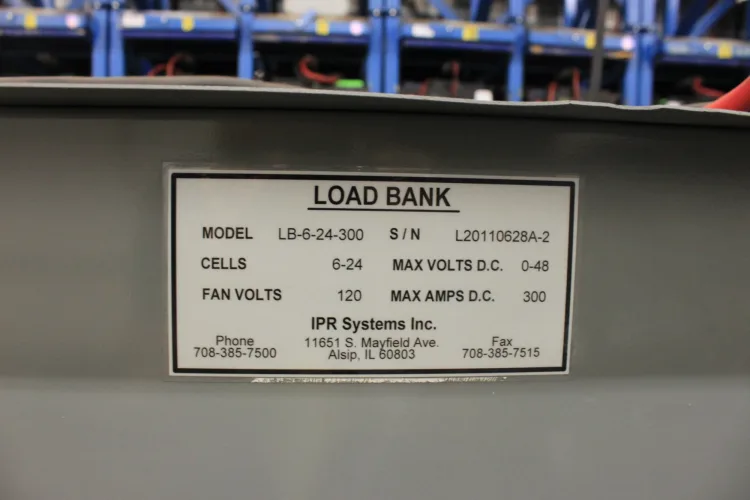 LOAD BANK
MODEL LB-6-24-300 S / N L20110628A-2
CELLS 6-24 MAX VOLTS D.C. 0-48
FAN VOLTS 120 MAX AMPS D.C. 300
IPR Systems Inc.
Phone 11651 S. Mayfield Ave. Fax
708-385-7500 Alsip, IL 60803 708-385-7515